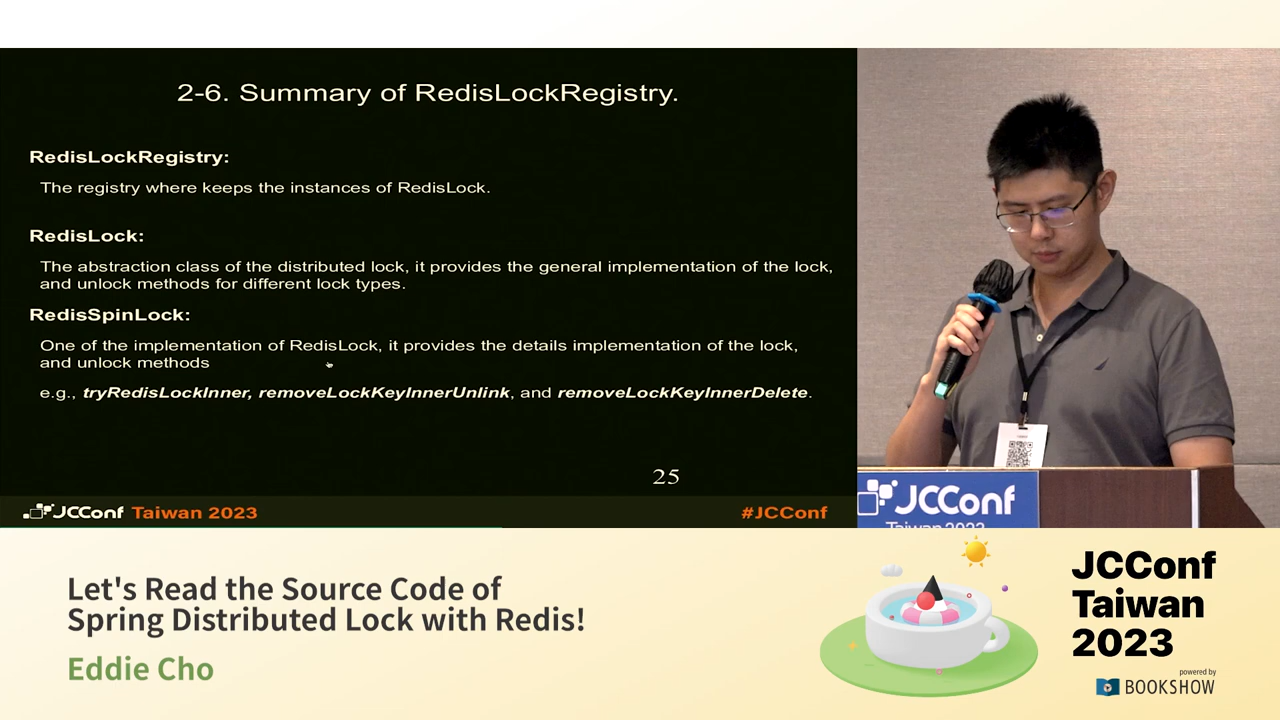 2-6. Summary of RedisLockRegistry.
RedisLockRegistry:
The registry where keeps the instances of RedisLock.
RedisLock:
The abstraction class of the distributed lock, it provides the general implementation of the lock,
and unlock methods for different lock types.
RedisSpinLock:
One of the implementation of RedisLock, it provides the details implementation of the lock,
and unlock methods
e.g., tryRedisLockInner, removeLockKeyInnerUnlink, and removeLockKeyInnerDelete.
25
JCConf Taiwan 2023
#JCConf
JCConf
Taiwan 2023
Let's Read the Source Code of
Spring Distributed Lock with Redis!
Eddie Cho
JCConf
Taiwan
2023
powered by
BOOKSHOW